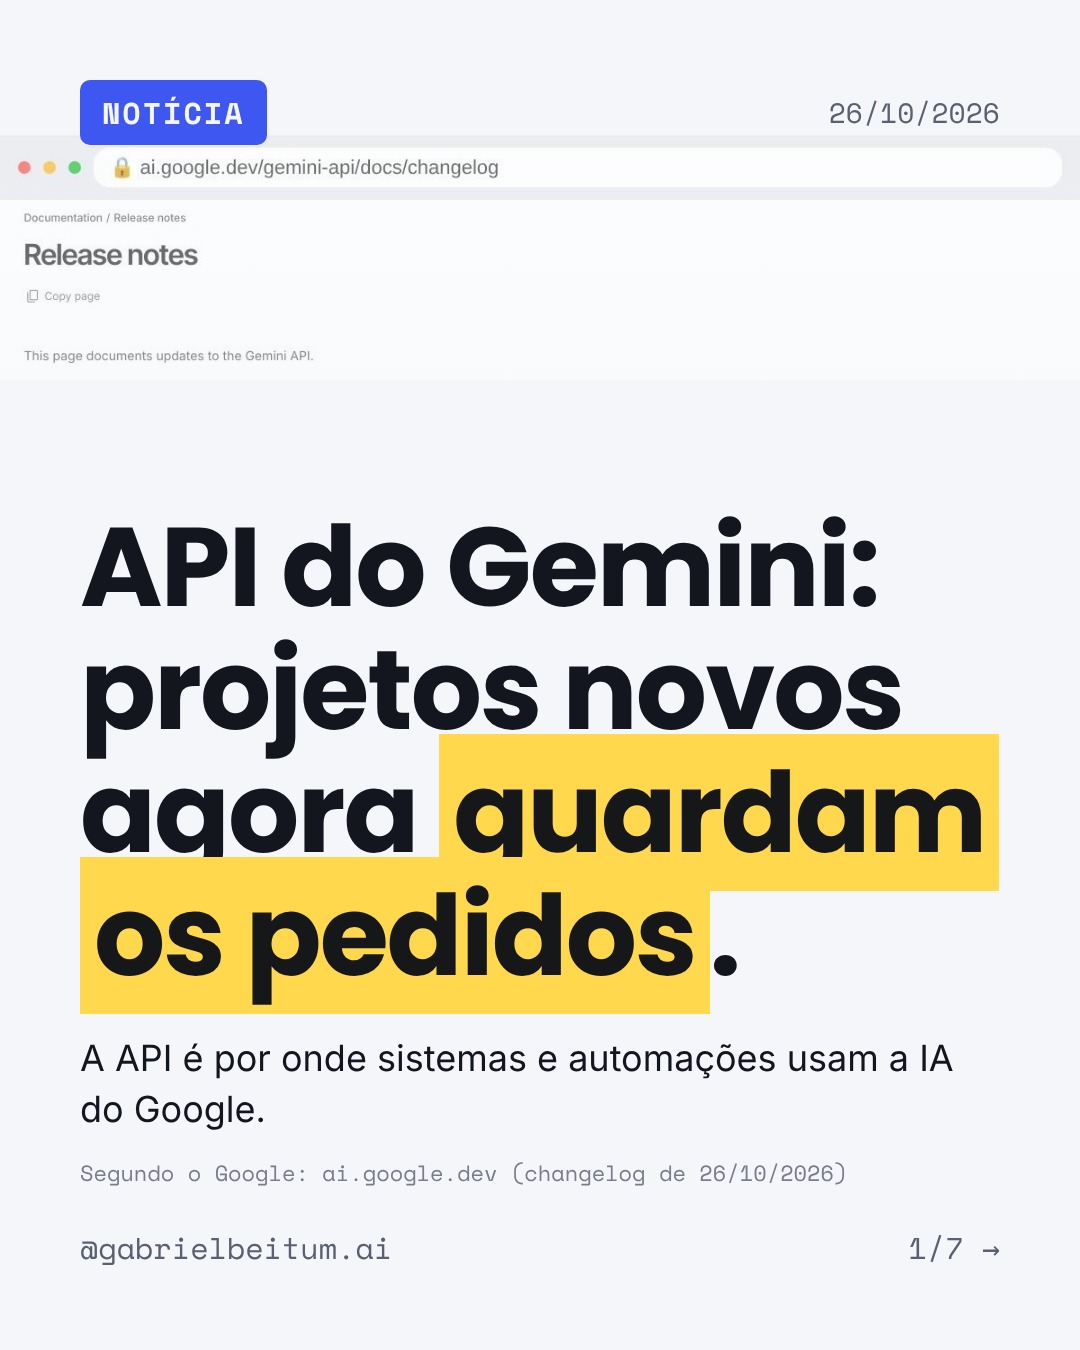 NOTÍCIA
26/10/2026
ai.google.dev/gemini-api/docs/changelog
Documentation / Release notes
Release notes
Copy page
This page documents updates to the Gemini API.
API do Gemini:
projetos novos
agora guardam
os pedidos.
A API é por onde sistemas e automações usam a IA
do Google.
Segundo o Google: ai.google.dev (changelog de 26/10/2026)
@gabrielbeitum.ai
1/7 →